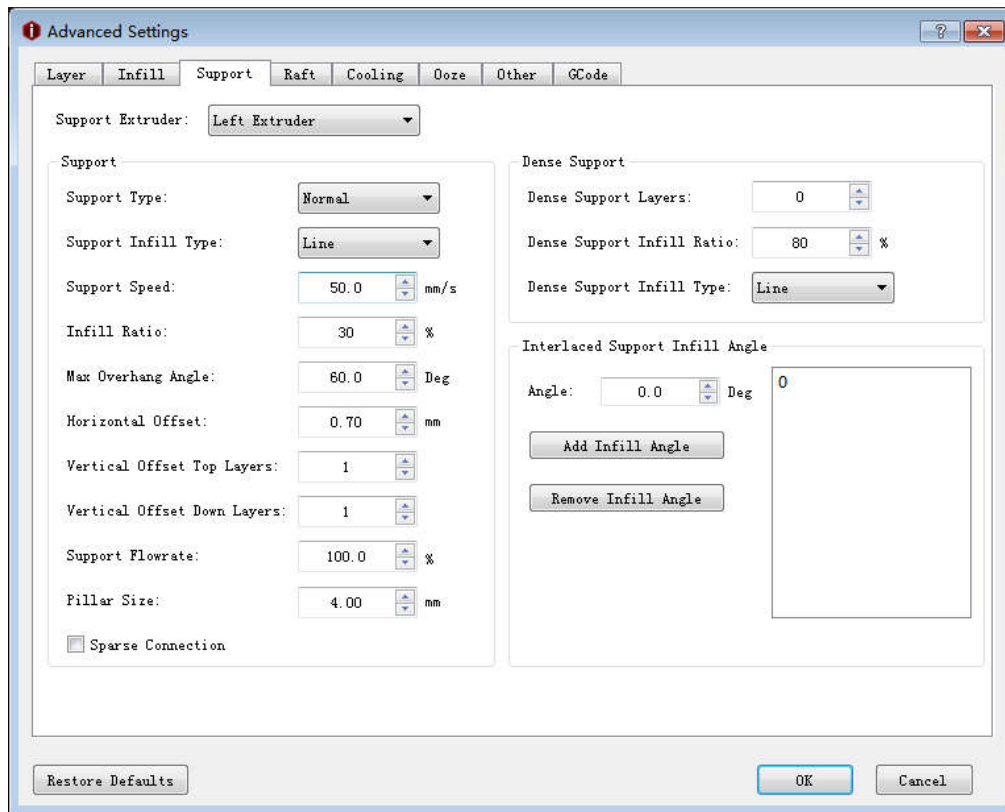 Advanced Settings
Layer Infill Support Raft Cooling Ooze Other GCode
Support Extruder: Left Extruder
Support
Support Type: Normal
Support Infill Type: Line
Support Speed: 50.0 mm/s
Infill Ratio: 30 %
Max Overhang Angle: 60.0 Deg
Horizontal Offset: 0.70 mm
Vertical Offset Top Layers: 1
Vertical Offset Down Layers: 1
Support Flowrate: 100.0 %
Pillar Size: 4.00 mm
Sparse Connection
Dense Support
Dense Support Layers: 0
Dense Support Infill Ratio: 80 %
Dense Support Infill Type: Line
Interlaced Support Infill Angle
Angle: 0.0 Deg
0
Add Infill Angle
Remove Infill Angle
Restore Defaults OK Cancel